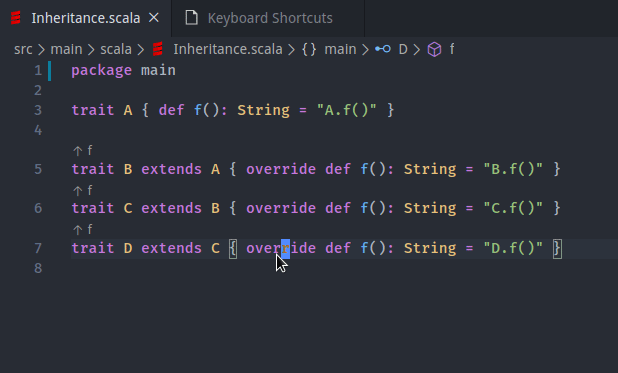 Inheritance.scala Keyboard Shortcuts
src > main > scala > Inheritance.scala > {} main > D > f
1 package main
2
3 trait A { def f(): String = "A.f()" }
4
↑ f
5 trait B extends A { override def f(): String = "B.f()" }
↑ f
6 trait C extends B { override def f(): String = "C.f()" }
↑ f
7 trait D extends C { override def f(): String = "D.f()" }
8